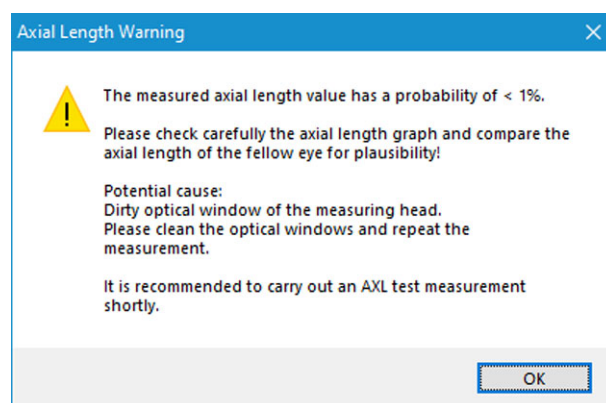 Axial Length Warning
The measured axial length value has a probability of < 1%.
Please check carefully the axial length graph and compare the
axial length of the fellow eye for plausibility!
Potential cause:
Dirty optical window of the measuring head.
Please clean the optical windows and repeat the
measurement.
It is recommended to carry out an AXL test measurement
shortly.
OK